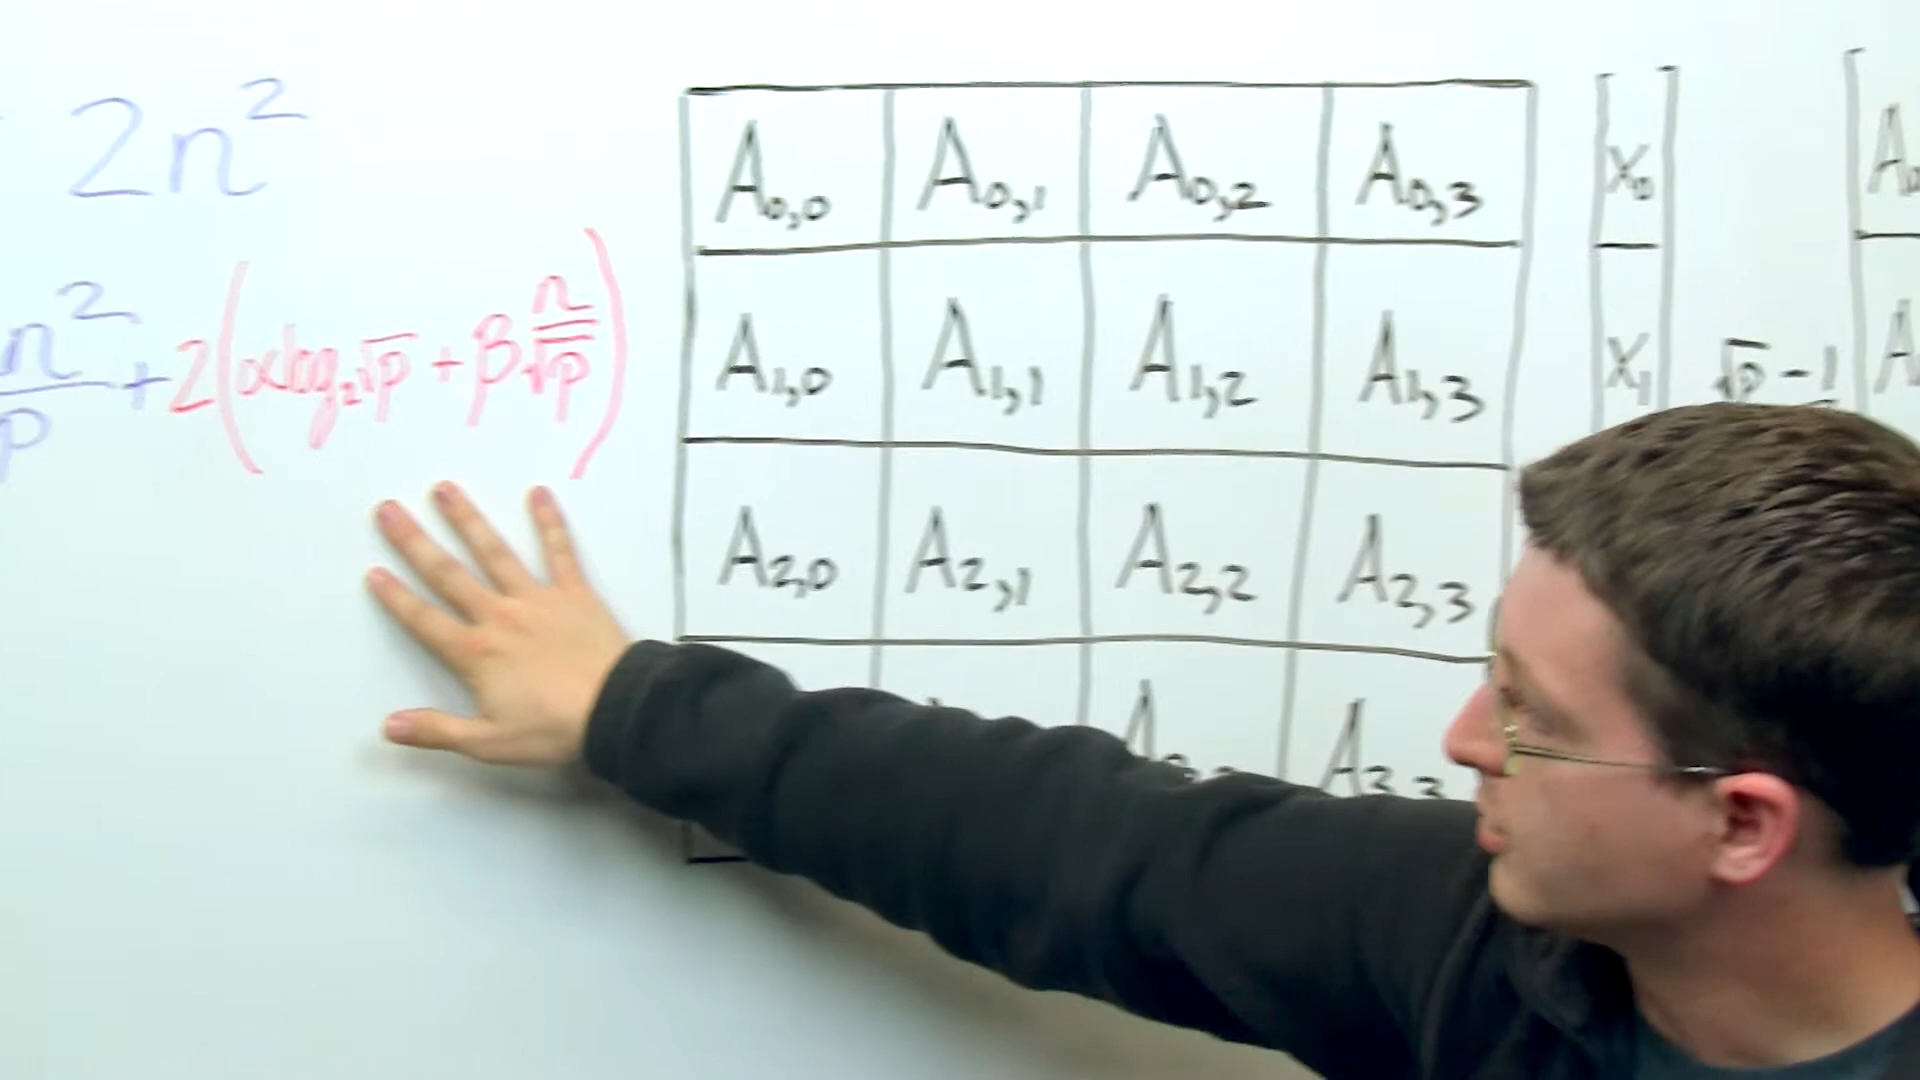 2n²
n²/p + 2(αlog₂√p + β n/√p)
A₀,₀ A₀,₁ A₀,₂ A₀,₃
A₁,₀ A₁,₁ A₁,₂ A₁,₃
A₂,₀ A₂,₁ A₂,₂ A₂,₃
A₃,₃
x₀
x₁
√p - 1
A
A